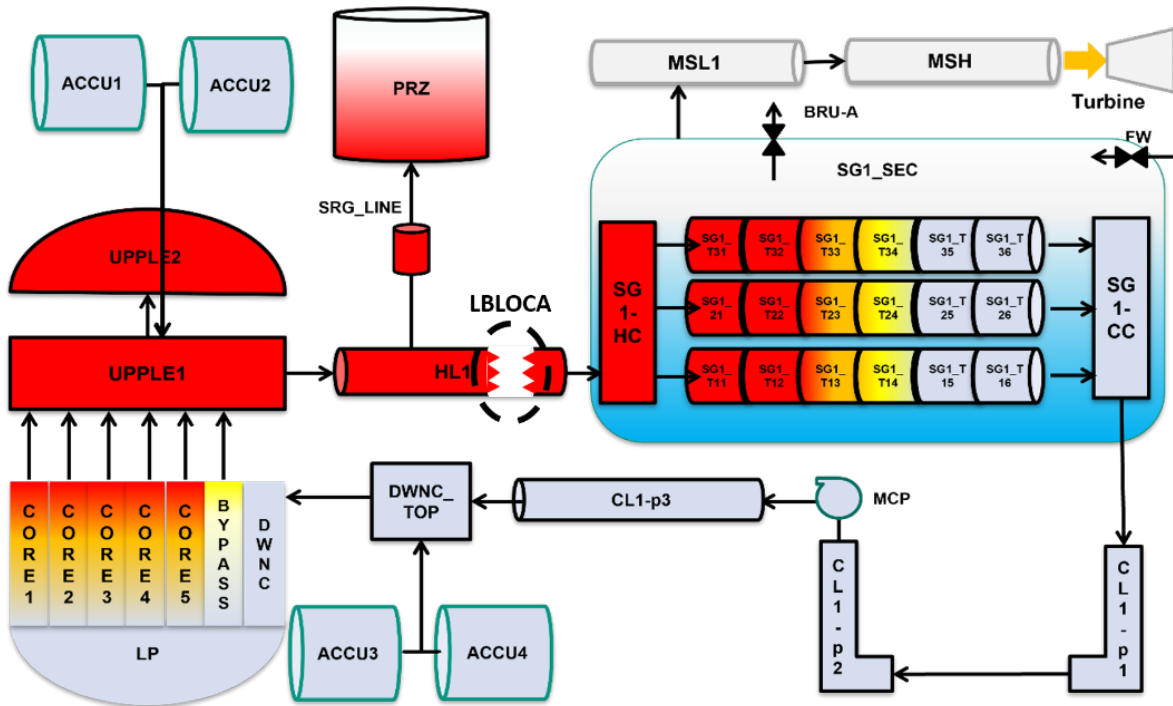 ACCU1
ACCU2
PRZ
MSL1
MSH
Turbine
BRU-A
FW
SG1_SEC
SRG_LINE
UPPLE2
UPPLE1
LBLOCA
HL1
SG
1-
HC
SG1_
T31
SG1_
T32
SG1_
T33
SG1_
T34
SG1_T
35
SG1_T
36
SG1_
21
SG1_
T22
SG1_
T23
SG1_
T24
SG1_T
25
SG1_T
26
SG1_
T11
SG1_
T12
SG1_
T13
SG1_
T14
SG1_T
15
SG1_T
16
SG
1-
CC
CORE1
CORE2
CORE3
CORE4
CORE5
BYPASS
DWNC
LP
DWNC_
TOP
CL1-p3
MCP
CL1-p2
CL1-p1
ACCU3
ACCU4